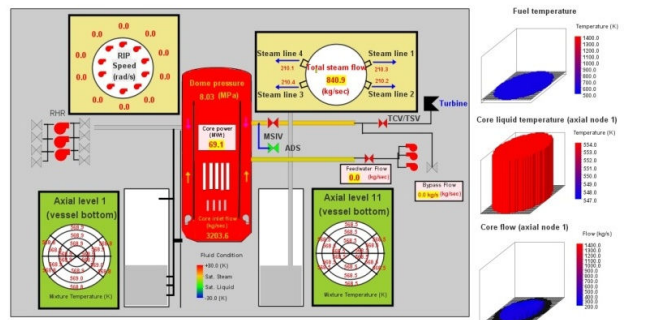 0.0
0.0 0.0
0.0 0.0
RIP
Speed
(rad/s)
0.0 0.0
0.0 0.0
0.0
Steam line 4
Steam line 1
210.1
210.3
Total steam flow
840.9
(kg/sec)
210.4
210.2
Steam line 3
Steam line 2
Dome pressure
8.03 (MPa)
Core power
(MWt)
69.1
Core inlet flow
(kg/sec)
3203.6
RHR
MSIV
ADS
TCV/TSV
Turbine
Feedwater Flow
0.0 (kg/sec)
Bypass Flow
0.0 kg/s (kg/sec)
Axial level 1
(vessel bottom)
Mixture Temperature (K)
Fluid Condition
+30.0 (K)
Sat. Steam
Sat. Liquid
-30.0 (K)
Axial level 11
(vessel bottom)
Mixture Temperature (K)
Fuel temperature
Temperature (K)
1400.0
1300.0
1200.0
1100.0
1000.0
900.0
800.0
700.0
600.0
500.0
Core liquid temperature (axial node 1)
Temperature (K)
554.0
553.0
552.0
551.0
550.0
549.0
548.0
547.0
Core flow (axial node 1)
Flow (kg/s)
1400.0
1300.0
1200.0
1100.0
1000.0
900.0
800.0
700.0
600.0
500.0
400.0
300.0
200.0